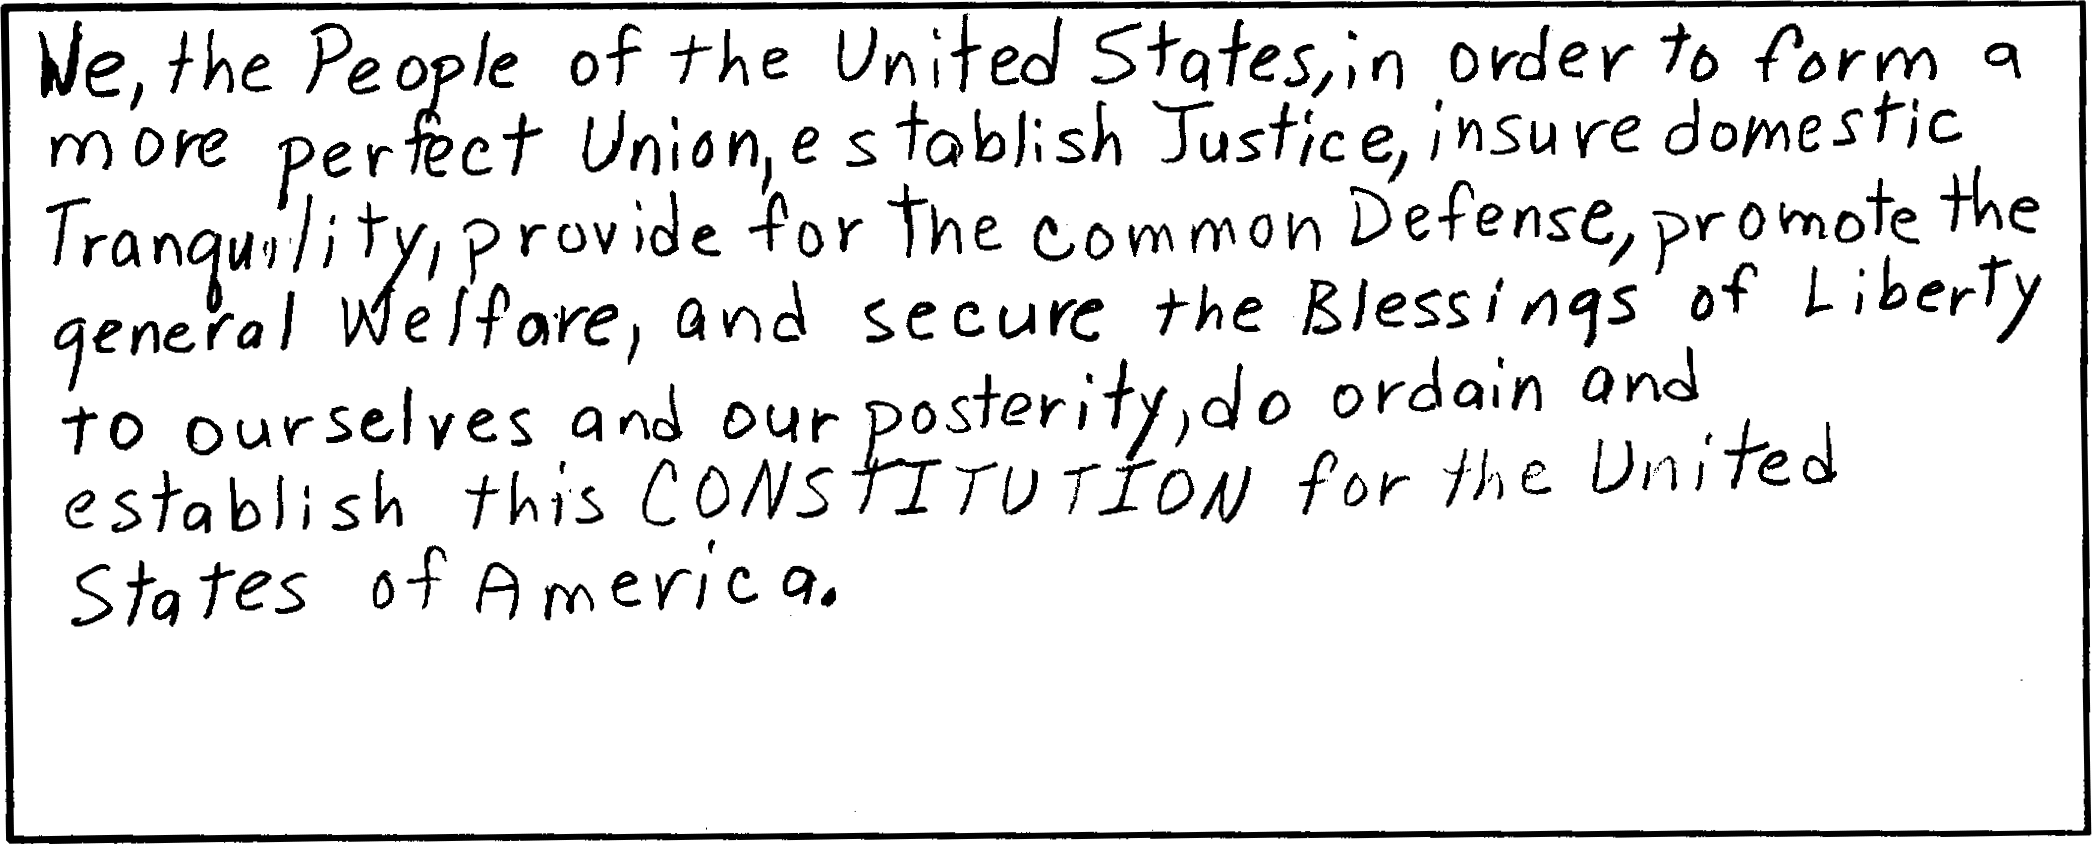 We, the People of the United States, in order to form a
more perfect Union, establish Justice, insure domestic
Tranquility, provide for the common Defense, promote the
general Welfare, and secure the Blessings of Liberty
to ourselves and our posterity, do ordain and
establish this CONSTITUTION for the United
States of America.